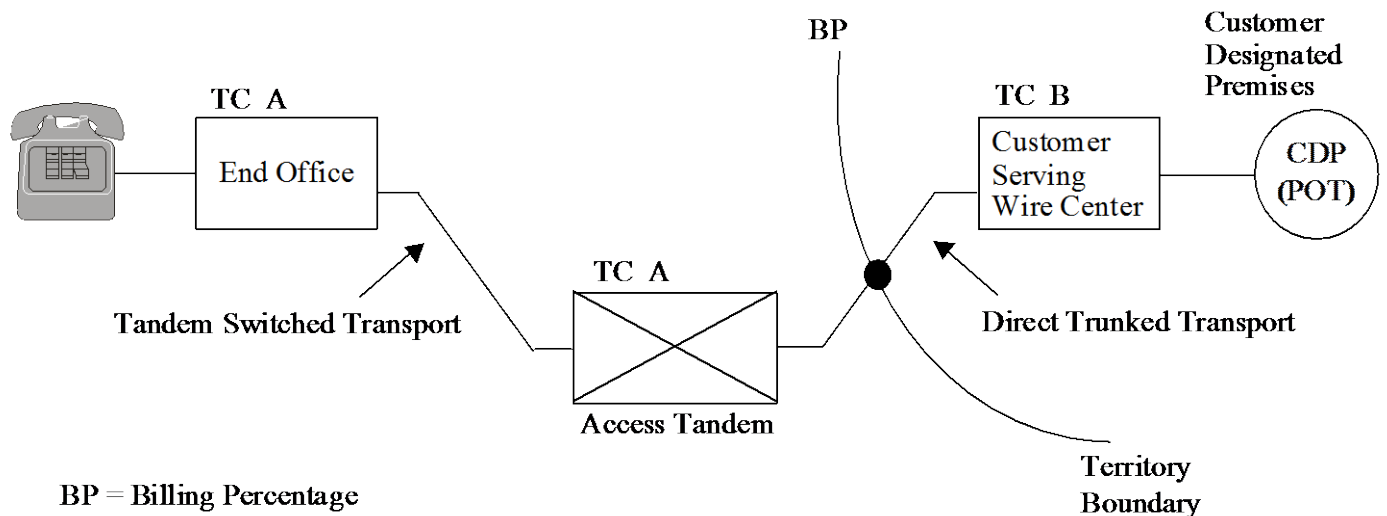 BP
Customer
Designated
Premises
TC A
TC B
End Office
Customer
Serving
Wire Center
CDP
(POT)
TC A
Tandem Switched Transport
Direct Trunked Transport
Access Tandem
Territory
Boundary
BP = Billing Percentage